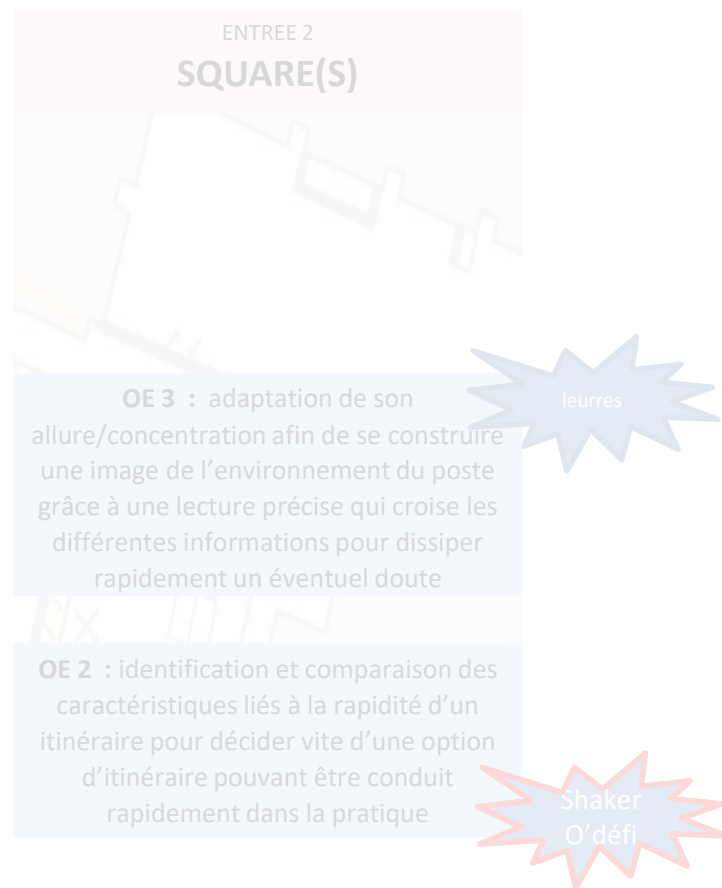 ENTREE 2
SQUARE(S)
OE 3 : adaptation de son
allure/concentration afin de se construire
une image de l’environnement du poste
grâce à une lecture précise qui croise les
différentes informations pour dissiper
rapidement un éventuel doute
leurres
OE 2 : identification et comparaison des
caractéristiques liés à la rapidité d’un
itinéraire pour décider vite d’une option
d’itinéraire pouvant être conduit
rapidement dans la pratique
Shaker
O’défi